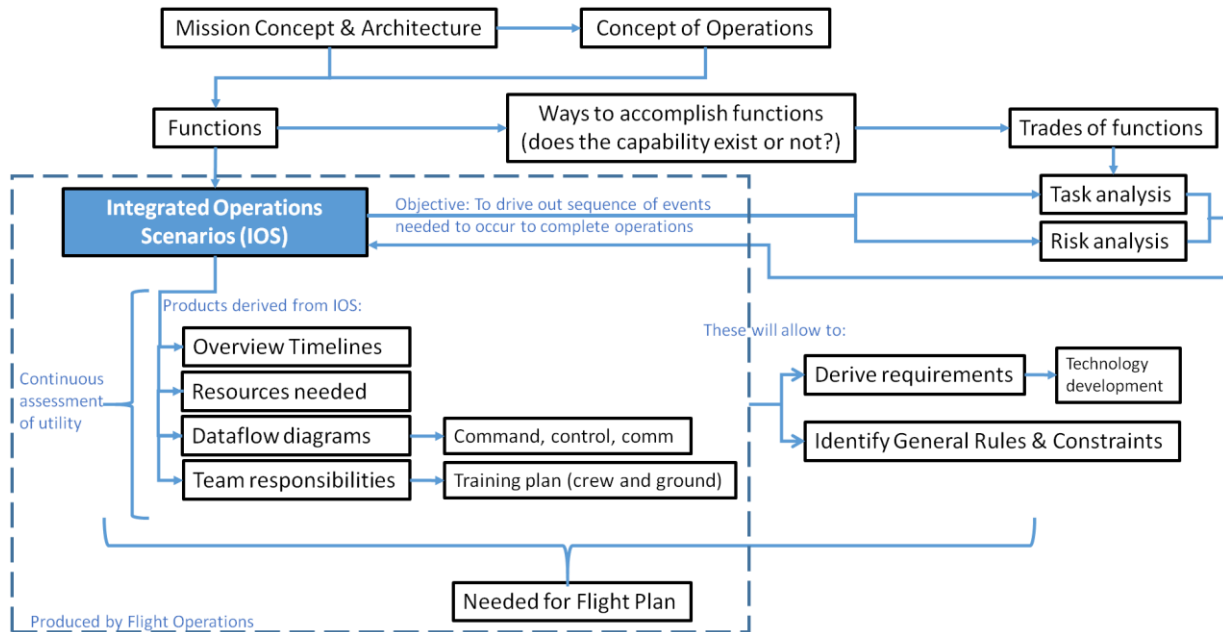 Mission Concept & Architecture
Concept of Operations
Functions
Ways to accomplish functions
(does the capability exist or not?)
Trades of functions
Integrated Operations
Scenarios (IOS)
Objective: To drive out sequence of events
needed to occur to complete operations
Task analysis
Risk analysis
Products derived from IOS:
Overview Timelines
Resources needed
Dataflow diagrams
Command, control, comm
Team responsibilities
Training plan (crew and ground)
Continuous
assessment
of utility
These will allow to:
Derive requirements
Technology
development
Identify General Rules & Constraints
Needed for Flight Plan
Produced by Flight Operations